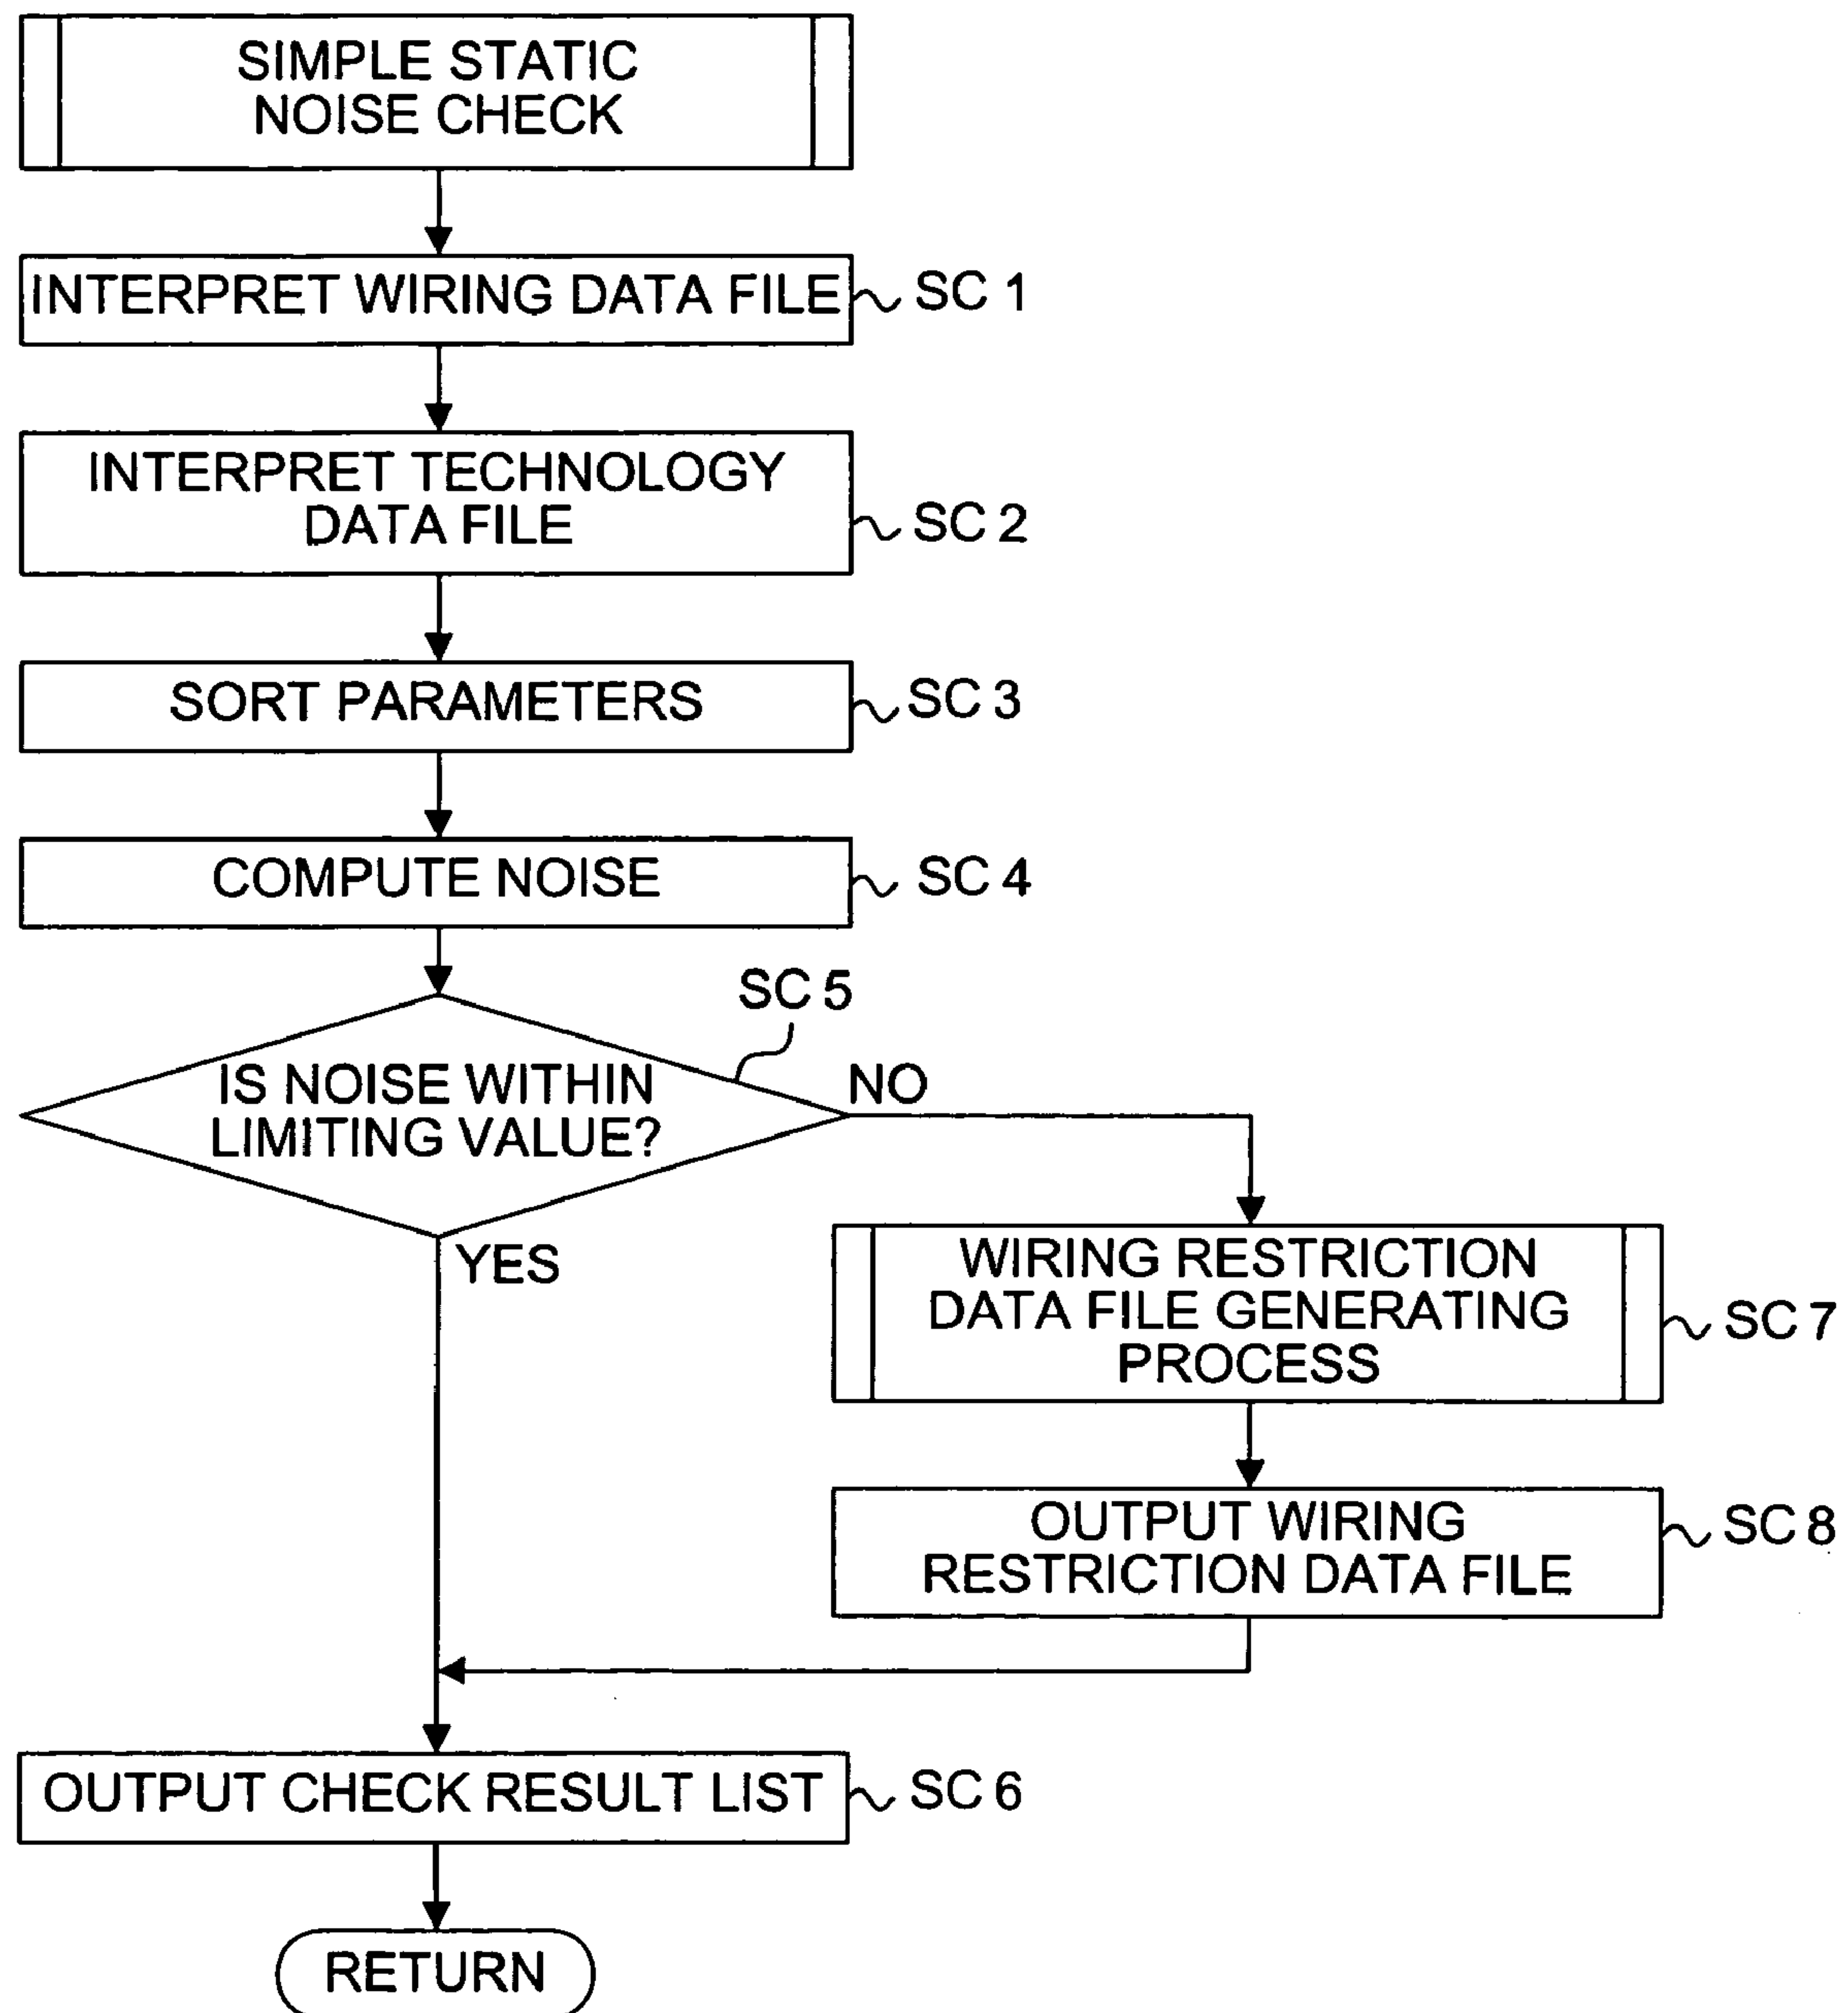 SIMPLE STATIC
NOISE CHECK
INTERPRET WIRING DATA FILE
SC 1
INTERPRET TECHNOLOGY
DATA FILE
SC 2
SORT PARAMETERS
SC 3
COMPUTE NOISE
SC 4
SC 5
IS NOISE WITHIN
LIMITING VALUE?
NO
YES
WIRING RESTRICTION
DATA FILE GENERATING
PROCESS
SC 7
OUTPUT WIRING
RESTRICTION DATA FILE
SC 8
OUTPUT CHECK RESULT LIST
SC 6
RETURN